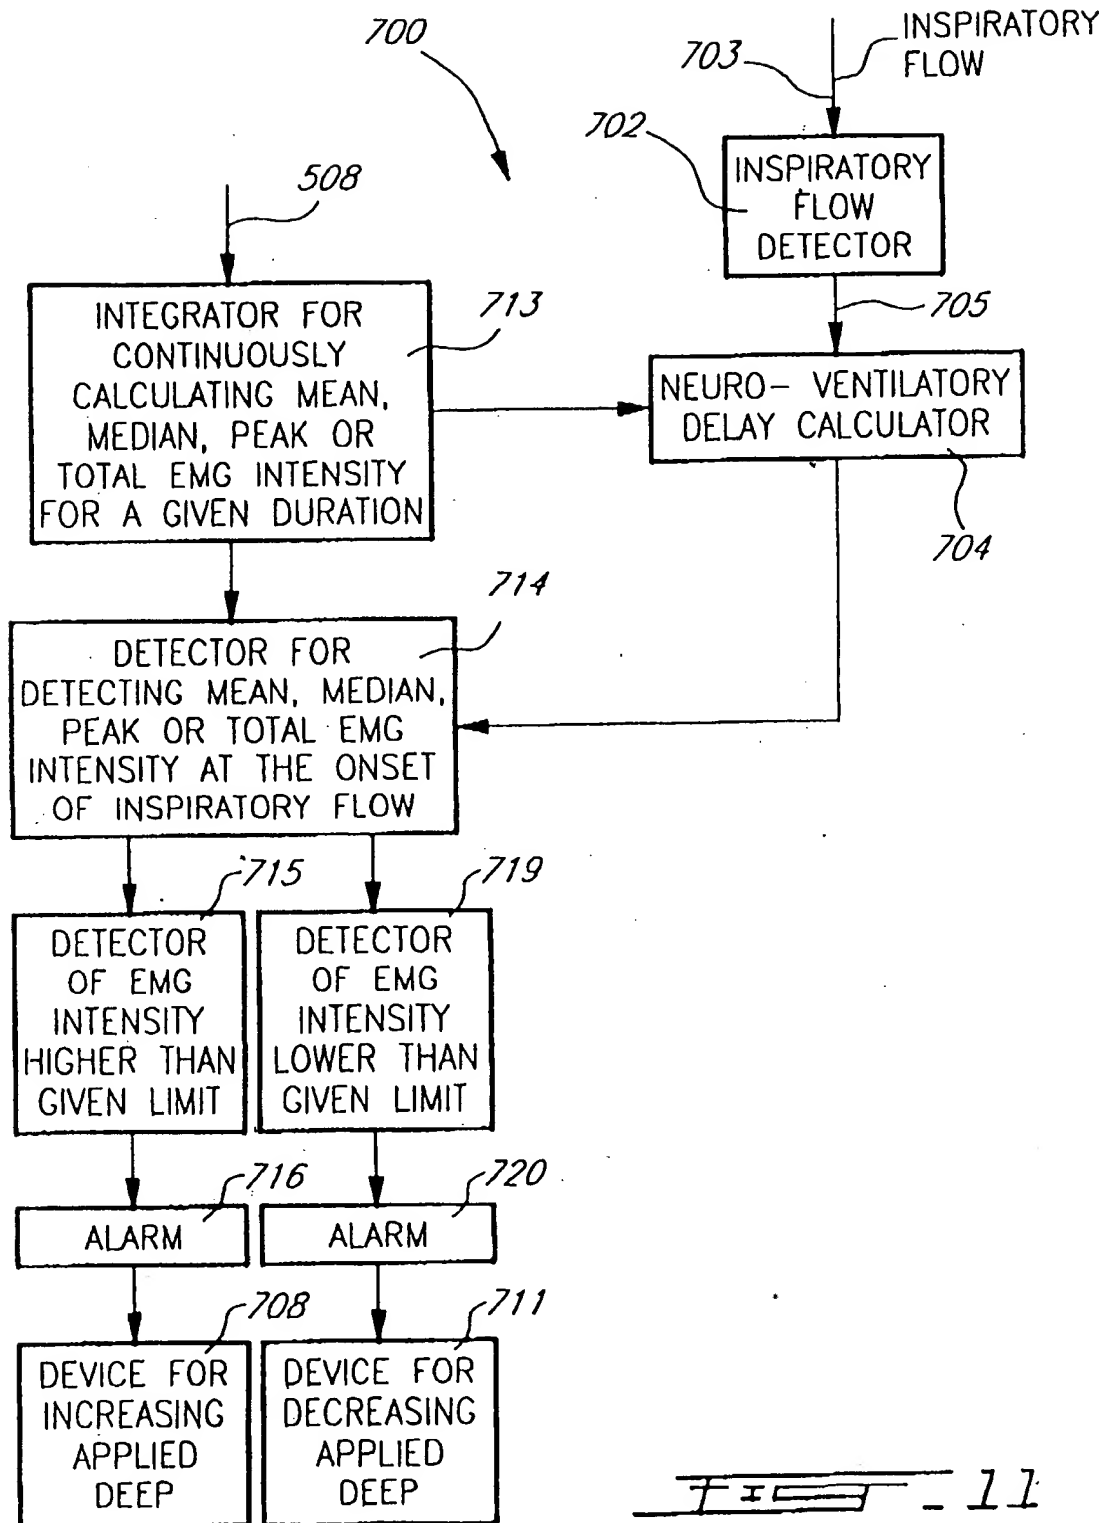 700
703
INSPIRATORY
FLOW
702
INSPIRATORY
FLOW
DETECTOR
508
705
INTEGRATOR FOR
CONTINUOUSLY
CALCULATING MEAN,
MEDIAN, PEAK OR
TOTAL EMG INTENSITY
FOR A GIVEN DURATION
713
NEURO- VENTILATORY
DELAY CALCULATOR
704
714
DETECTOR FOR
DETECTING MEAN, MEDIAN,
PEAK OR TOTAL EMG
INTENSITY AT THE ONSET
OF INSPIRATORY FLOW
715
719
DETECTOR
OF EMG
INTENSITY
HIGHER THAN
GIVEN LIMIT
DETECTOR
OF EMG
INTENSITY
LOWER THAN
GIVEN LIMIT
716
720
ALARM
ALARM
708
711
DEVICE FOR
INCREASING
APPLIED
DEEP
DEVICE FOR
DECREASING
APPLIED
DEEP
FIG - 11